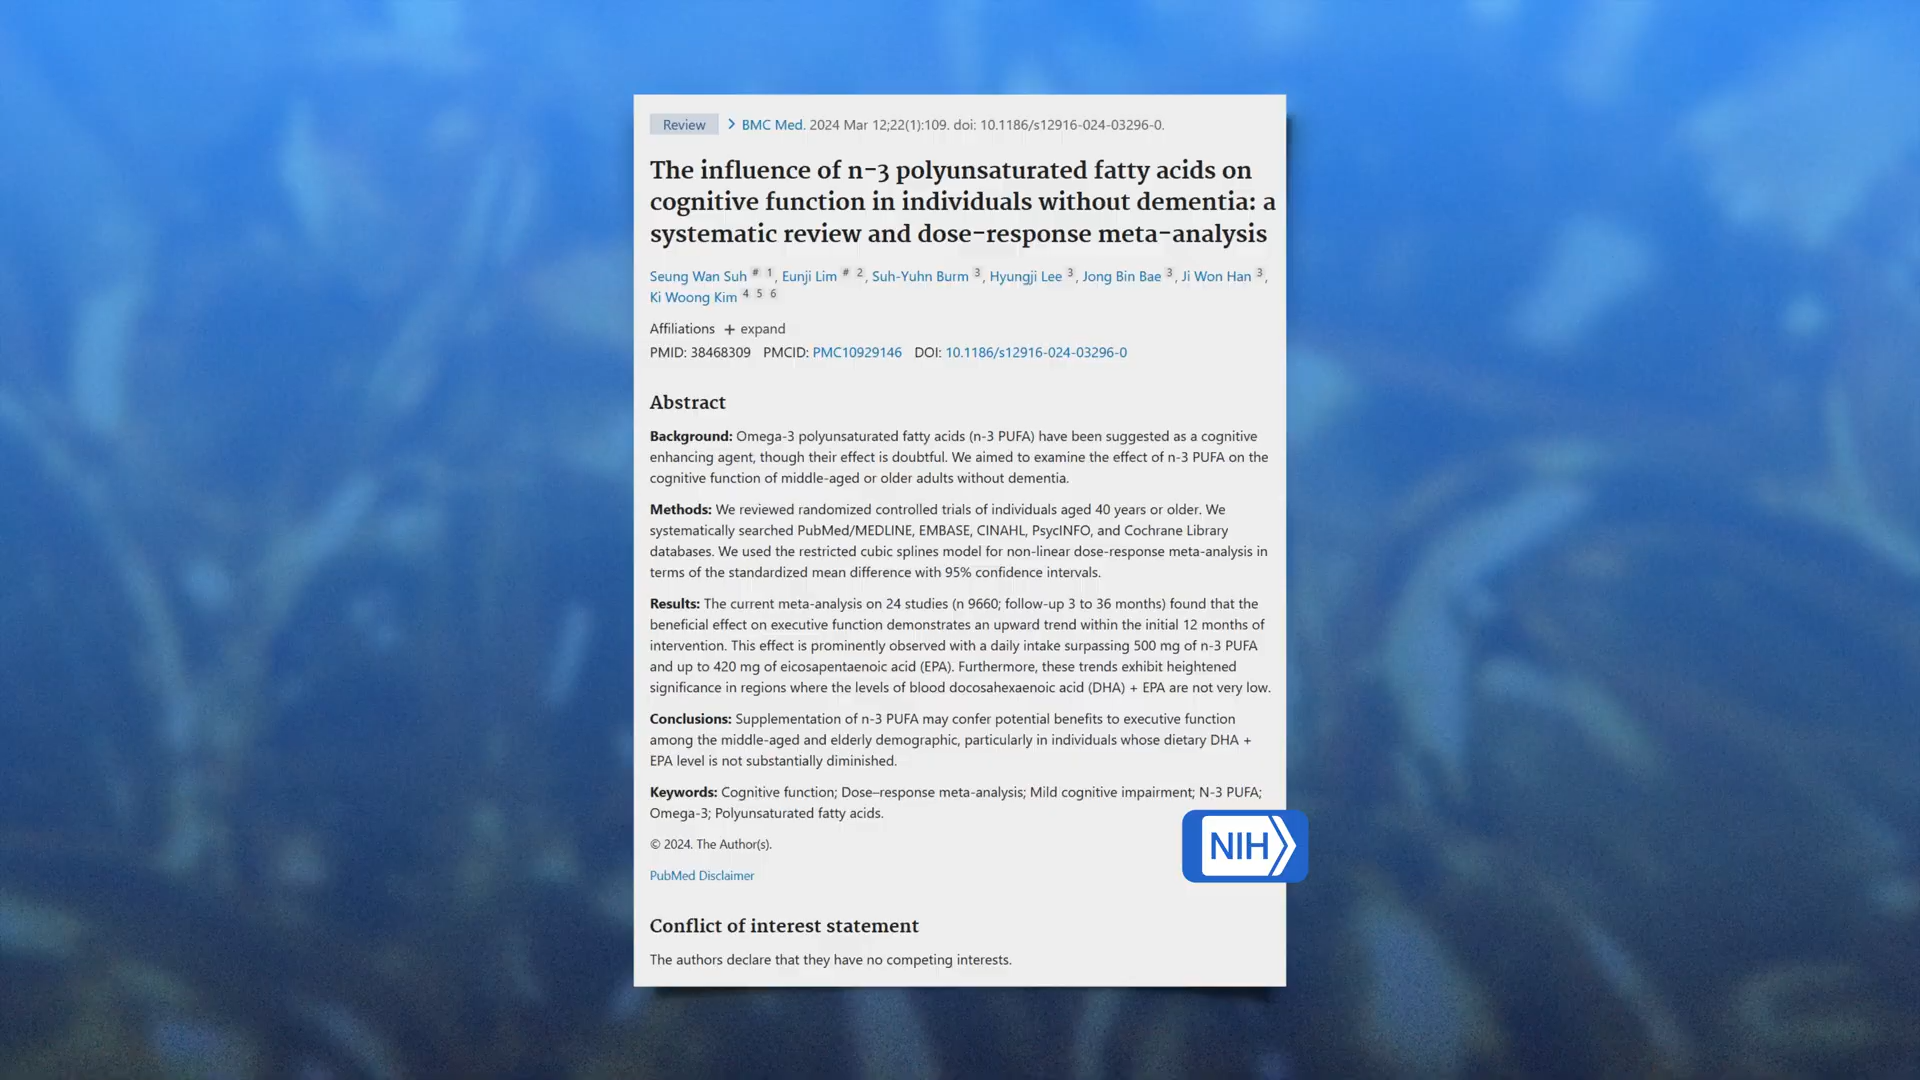 Review > BMC Med. 2024 Mar 12;22(1):109. doi: 10.1186/s12916-024-03296-0.
The influence of n-3 polyunsaturated fatty acids on
cognitive function in individuals without dementia: a
systematic review and dose-response meta-analysis
Seung Wan Suh # 1, Eunji Lim # 2, Suh-Yuhn Burm 3, Hyungji Lee 3, Jong Bin Bae 3, Ji Won Han 3,
Ki Woong Kim 4 5 6
Affiliations + expand
PMID: 38468309 PMCID: PMC10929146 DOI: 10.1186/s12916-024-03296-0
Abstract
Background: Omega-3 polyunsaturated fatty acids (n-3 PUFA) have been suggested as a cognitive
enhancing agent, though their effect is doubtful. We aimed to examine the effect of n-3 PUFA on the
cognitive function of middle-aged or older adults without dementia.
Methods: We reviewed randomized controlled trials of individuals aged 40 years or older. We
systematically searched PubMed/MEDLINE, EMBASE, CINAHL, PsycINFO, and Cochrane Library
databases. We used the restricted cubic splines model for non-linear dose-response meta-analysis in
terms of the standardized mean difference with 95% confidence intervals.
Results: The current meta-analysis on 24 studies (n 9660; follow-up 3 to 36 months) found that the
beneficial effect on executive function demonstrates an upward trend within the initial 12 months of
intervention. This effect is prominently observed with a daily intake surpassing 500 mg of n-3 PUFA
and up to 420 mg of eicosapentaenoic acid (EPA). Furthermore, these trends exhibit heightened
significance in regions where the levels of blood docosahexaenoic acid (DHA) + EPA are not very low.
Conclusions: Supplementation of n-3 PUFA may confer potential benefits to executive function
among the middle-aged and elderly demographic, particularly in individuals whose dietary DHA +
EPA level is not substantially diminished.
Keywords: Cognitive function; Dose–response meta-analysis; Mild cognitive impairment; N-3 PUFA;
Omega-3; Polyunsaturated fatty acids.
© 2024. The Author(s).
NIH
PubMed Disclaimer
Conflict of interest statement
The authors declare that they have no competing interests.